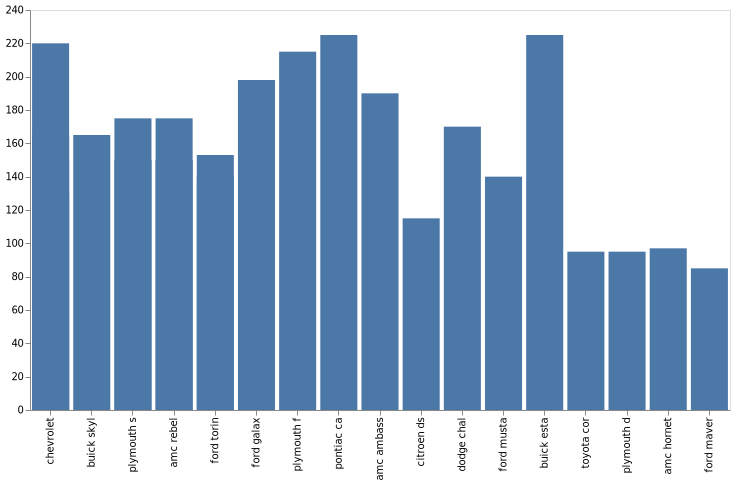 240
220
200
180
160
140
120
100
80
60
40
20
0
chevrolet
buick skyl
plymouth s
amc rebel
ford torin
ford galax
plymouth f
pontiac ca
amc ambass
citroen ds
dodge chal
ford musta
buick esta
toyota cor
plymouth d
amc hornet
ford maver